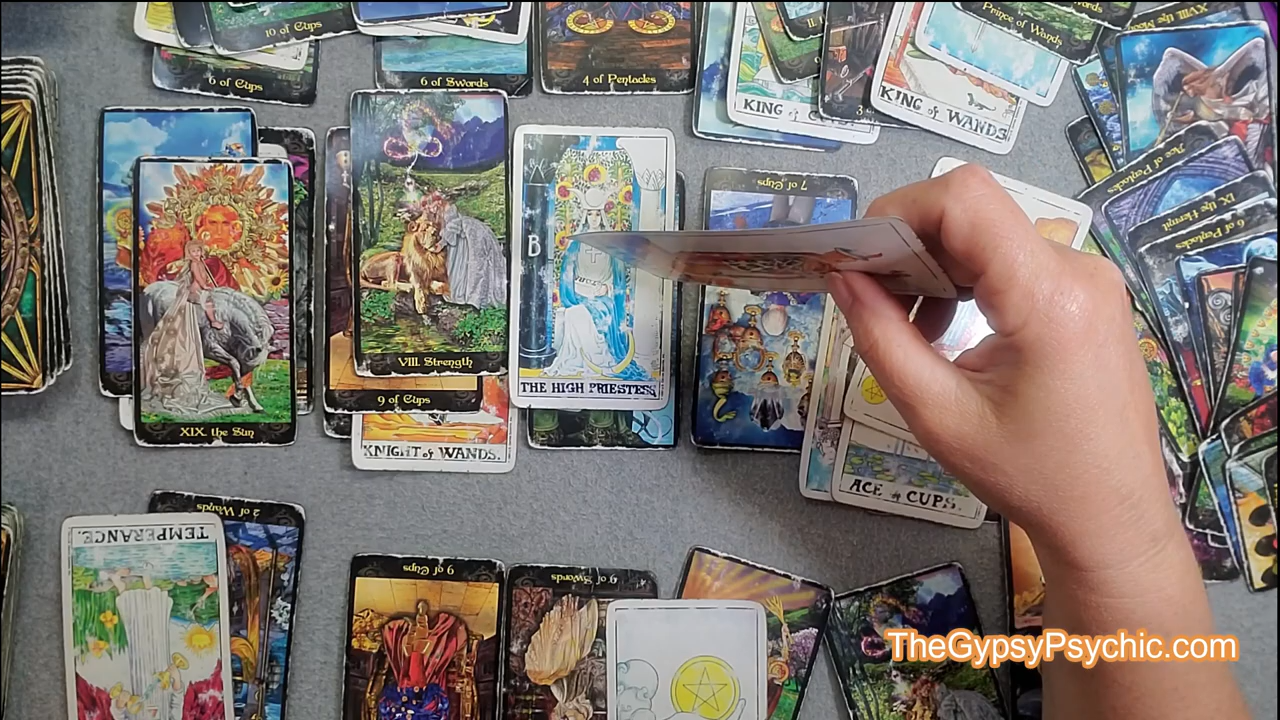 10 of Cups
6 of Cups
6 of Swords
4 of Pentacles
KING of C
KING of WANDS
Prince of Wands
XVIII. the
Ace of Pentacles
IX. the Hermit
6 of Pentacles
7 of Cups
B
VIII. Strength
THE HIGH PRIESTESS
9 of Cups
XIX. the Sun
KNIGHT of WANDS.
ACE of CUPS.
2 of Wands
TEMPERANCE.
9 of Cups
9 of Swords
TheGypsyPsychic.com